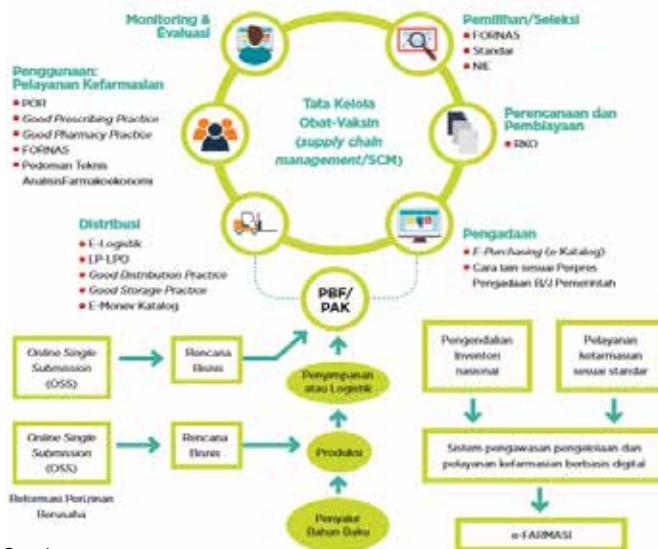 Monitoring &
Evaluasi
Pemilihan/Seleksi
• FORNAS
• Standar
• NIE
Penggunaan:
Pelayanan Kefarmasian
• POR
• Good Prescribing Practice
• Good Pharmacy Practice
• FORNAS
• Pedoman Teknis
AnalisisFarmakoekonomi
Tata Kelola
Obat-Vaksin
(supply chain
management/SCM)
Perencanaan dan
Pembiayaan
• RKO
Distribusi
• E-Logistik
• LP-LPO
• Good Distribution Practice
• Good Storage Practice
• E-Monev Katalog
Pengadaan
• E-Purchasing (e-Katalog)
• Cara lain sesuai Perpres
Pengadaan B/J Pemerintah
PBF/
PAK
Online Single
Submission
(OSS)
Rencana
Bisnis
Penyimpanan
atau Logistik
Pengendalian
Inventori
nasional
Pelayanan
kefarmasian
sesuai standar
Online Single
Submission
(OSS)
Rencana
Bisnis
Produksi
Sistem pengawasan pengelolaan dan
pelayanan kefarmasian berbasis digital
Reformasi Perizinan
Berusaha
Penyalur
Bahan Baku
e-FARMASI